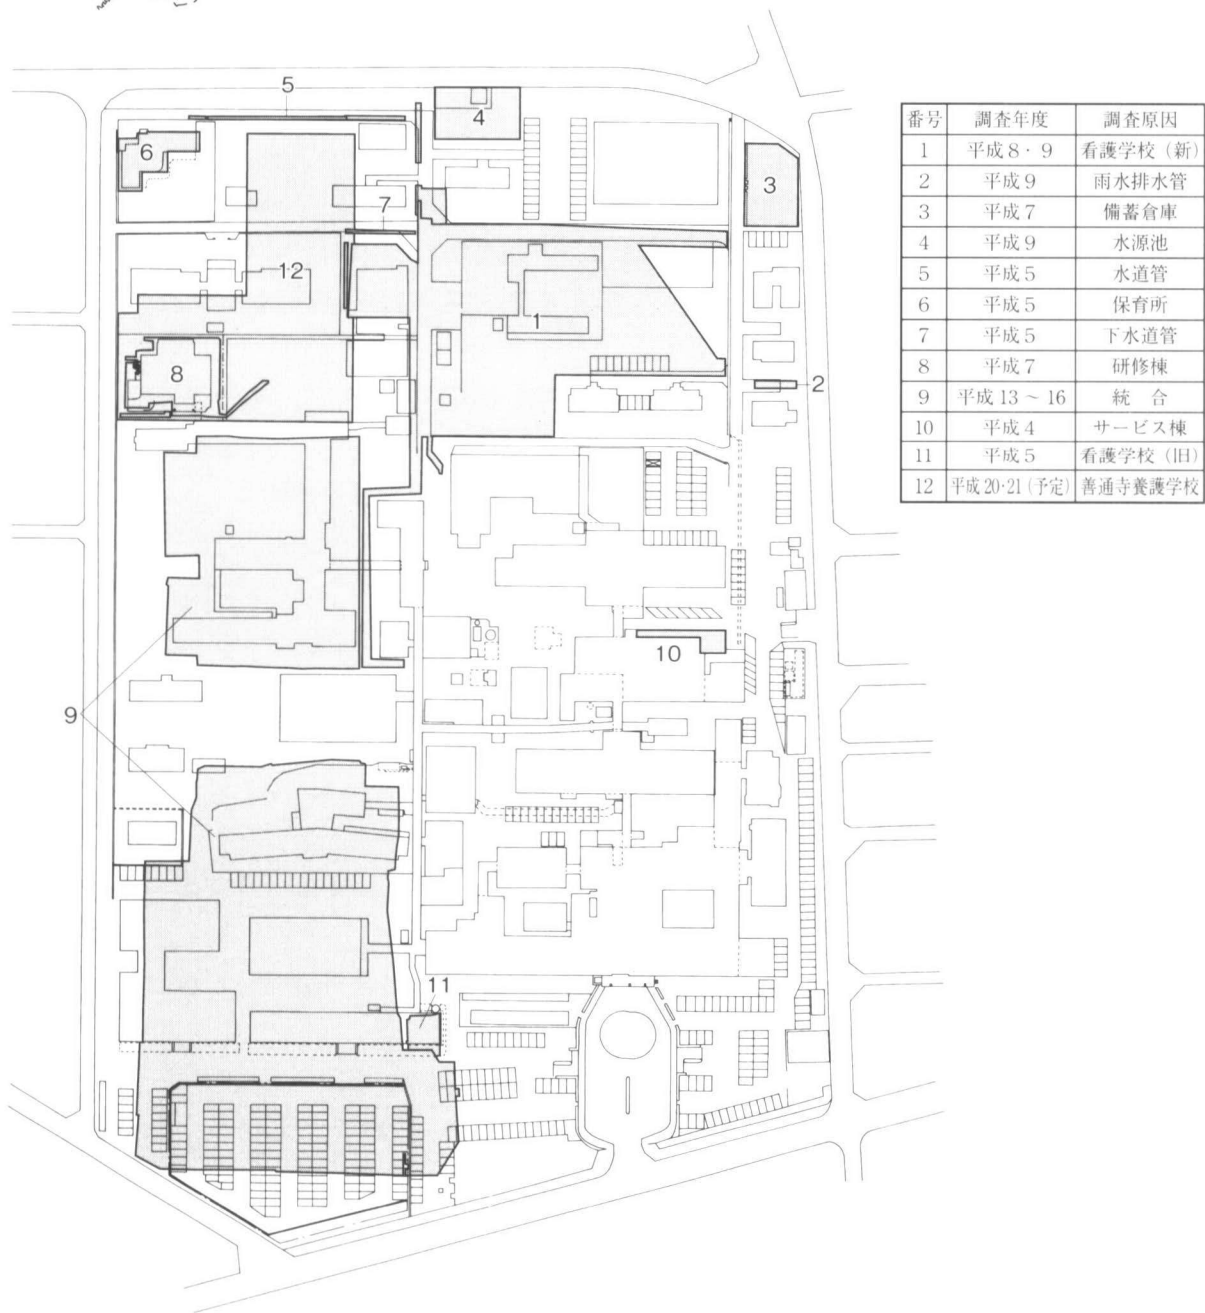 5
4
6
3
7
12
1
8
2
10
9
11
番号 調査年度 調査原因
1 平成8・9 看護学校（新）
2 平成9 雨水排水管
3 平成7 備蓄倉庫
4 平成9 水源池
5 平成5 水道管
6 平成5 保育所
7 平成5 下水道管
8 平成7 研修棟
9 平成13～16 統合
10 平成4 サービス棟
11 平成5 看護学校（旧）
12 平成20・21（予定） 善通寺養護学校